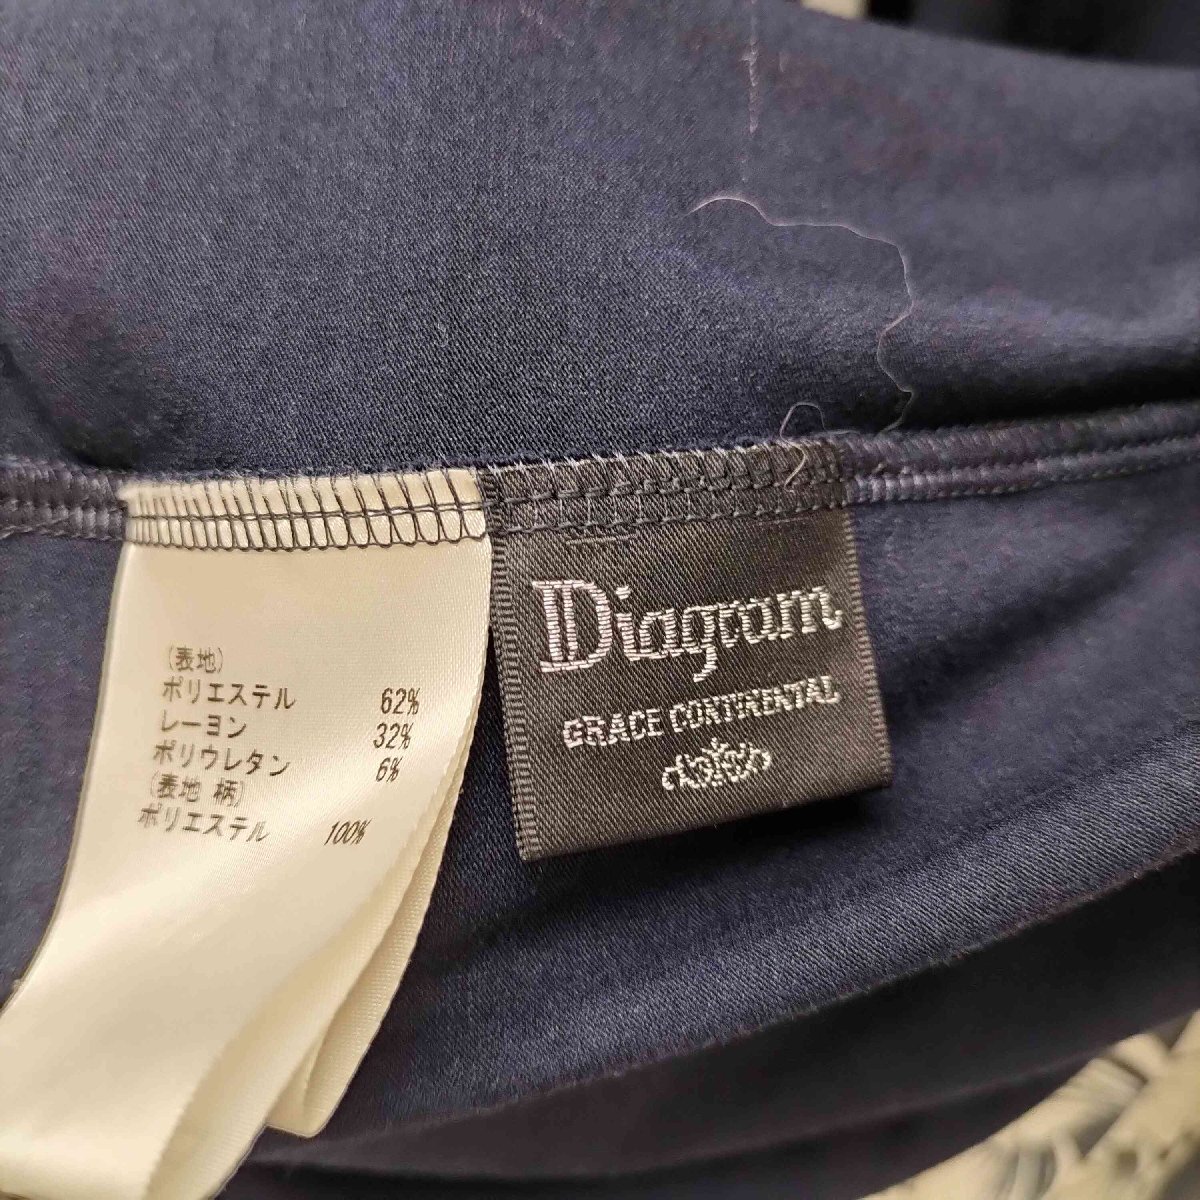 (表地)
ポリエステル 62%
レーヨン 32%
ポリウレタン 6%
(表地 柄)
ポリエステル 100%
Diagram
GRACE CONTINENTAL